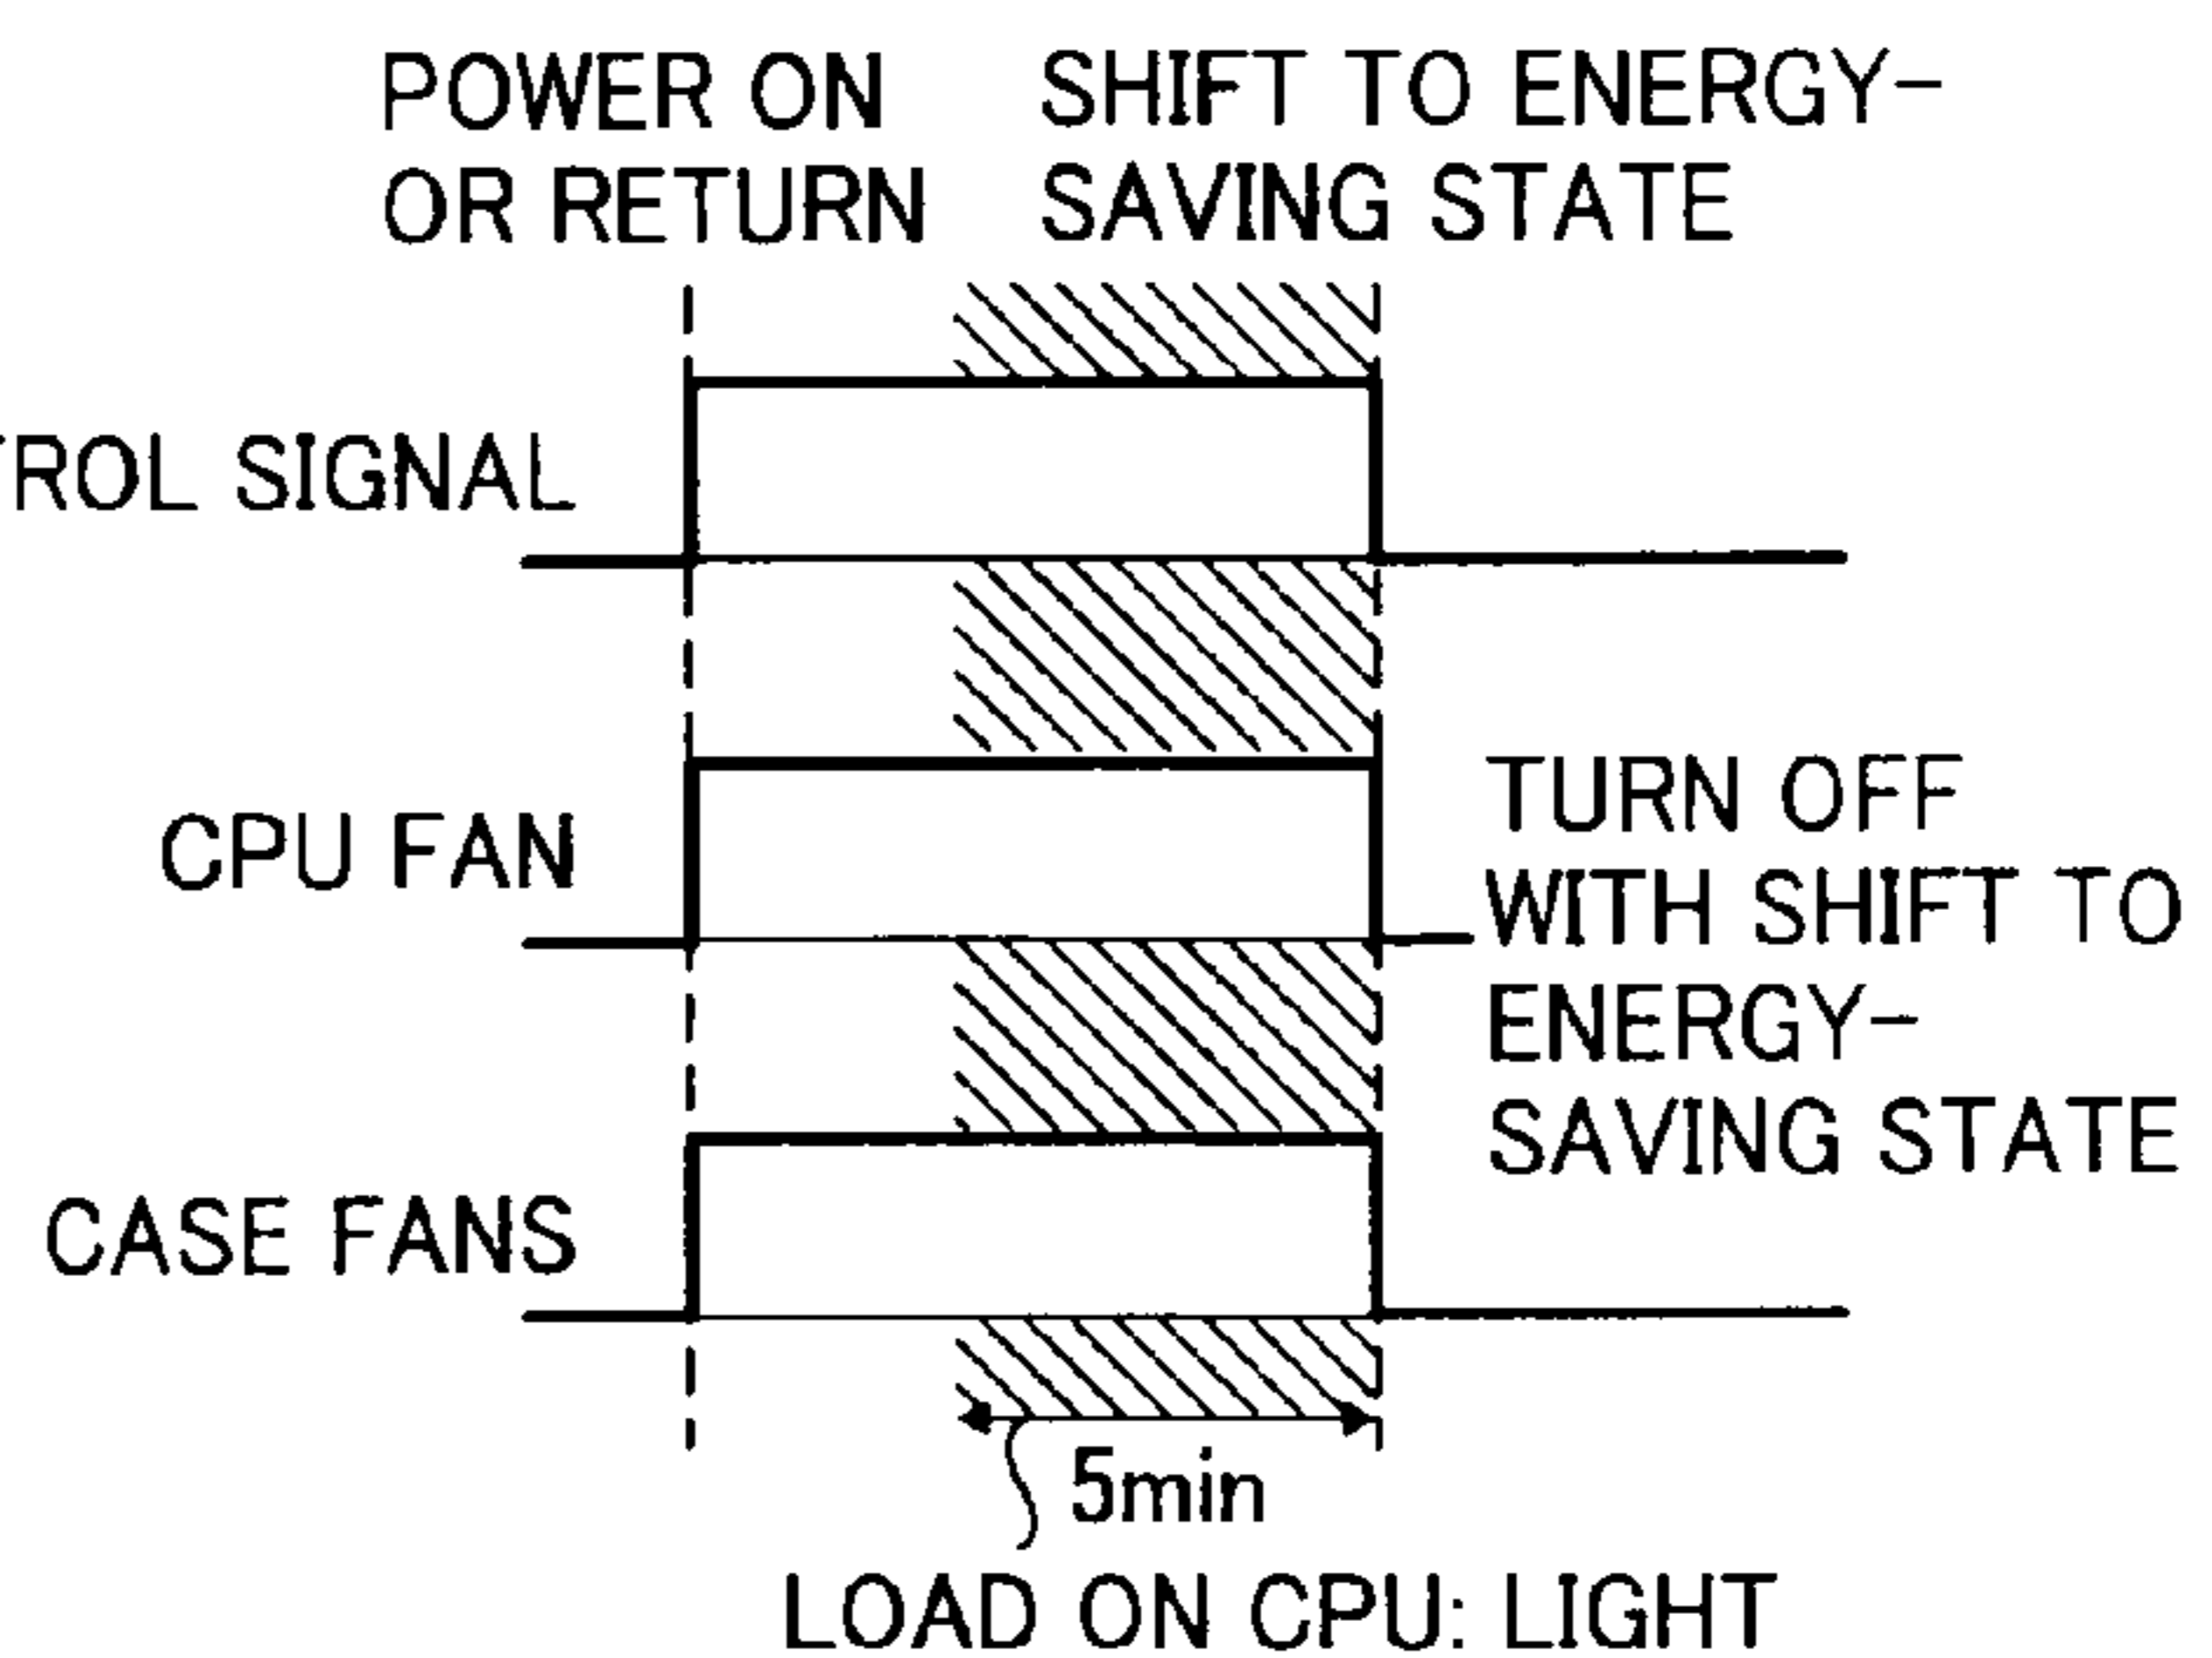 POWER ON
OR RETURN
SHIFT TO ENERGY-
SAVING STATE
SIGNAL
CPU FAN
TURN OFF
WITH SHIFT TO
ENERGY-
SAVING STATE
CASE FANS
5min
LOAD ON CPU: LIGHT